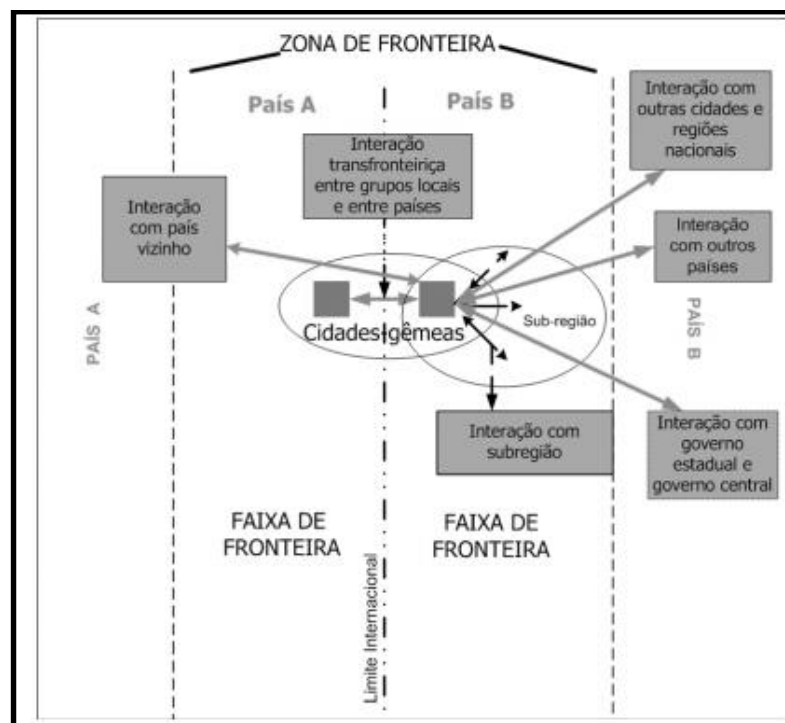 ZONA DE FRONTEIRA
País A
País B
Interação
transfronteiriça
entre grupos locais
e entre países
Interação com
outras cidades e
regiões
nacionais
Interação
com país
vizinho
Interação
com outros
países
Cidades-gêmeas
Sub-região
PAÍS A
PAÍS B
Interação com
subregião
Interação com
governo
estadual e
governo central
FAIXA DE
FRONTEIRA
FAIXA DE
FRONTEIRA
Limite Internacional